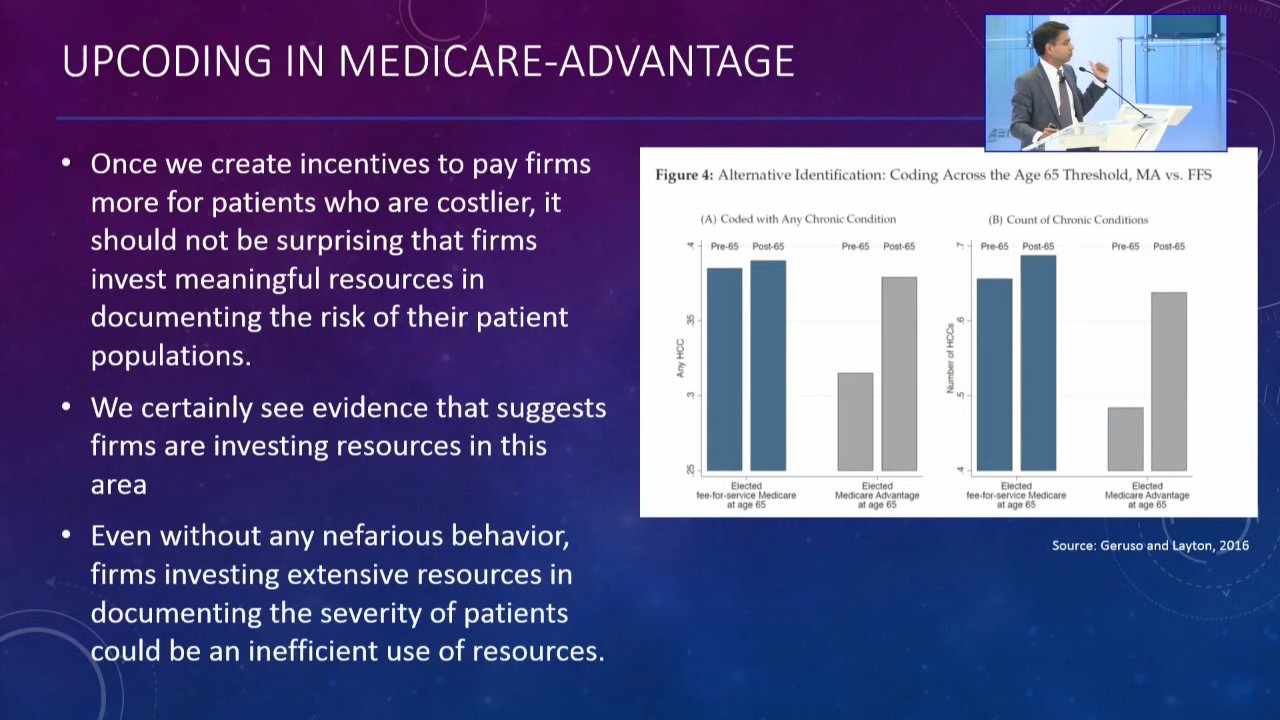 UPCODING IN MEDICARE-ADVANTAGE
• Once we create incentives to pay firms
more for patients who are costlier, it
should not be surprising that firms
invest meaningful resources in
documenting the risk of their patient
populations.
• We certainly see evidence that suggests
firms are investing resources in this
area
• Even without any nefarious behavior,
firms investing extensive resources in
documenting the severity of patients
could be an inefficient use of resources.
AEI
Figure 4: Alternative Identification: Coding Across the Age 65 Threshold, MA vs. FFS
(A) Coded with Any Chronic Condition
Pre-65 Post-65 Pre-65 Post-65
Any HCC
.4
.35
.3
.25
Elected
fee-for-service Medicare
at age 65
Elected
Medicare Advantage
at age 65
(B) Count of Chronic Conditions
Pre-65 Post-65 Pre-65 Post-65
Number of HCCs
.7
.6
.5
.4
Elected
fee-for-service Medicare
at age 65
Elected
Medicare Advantage
at age 65
Source: Geruso and Layton, 2016